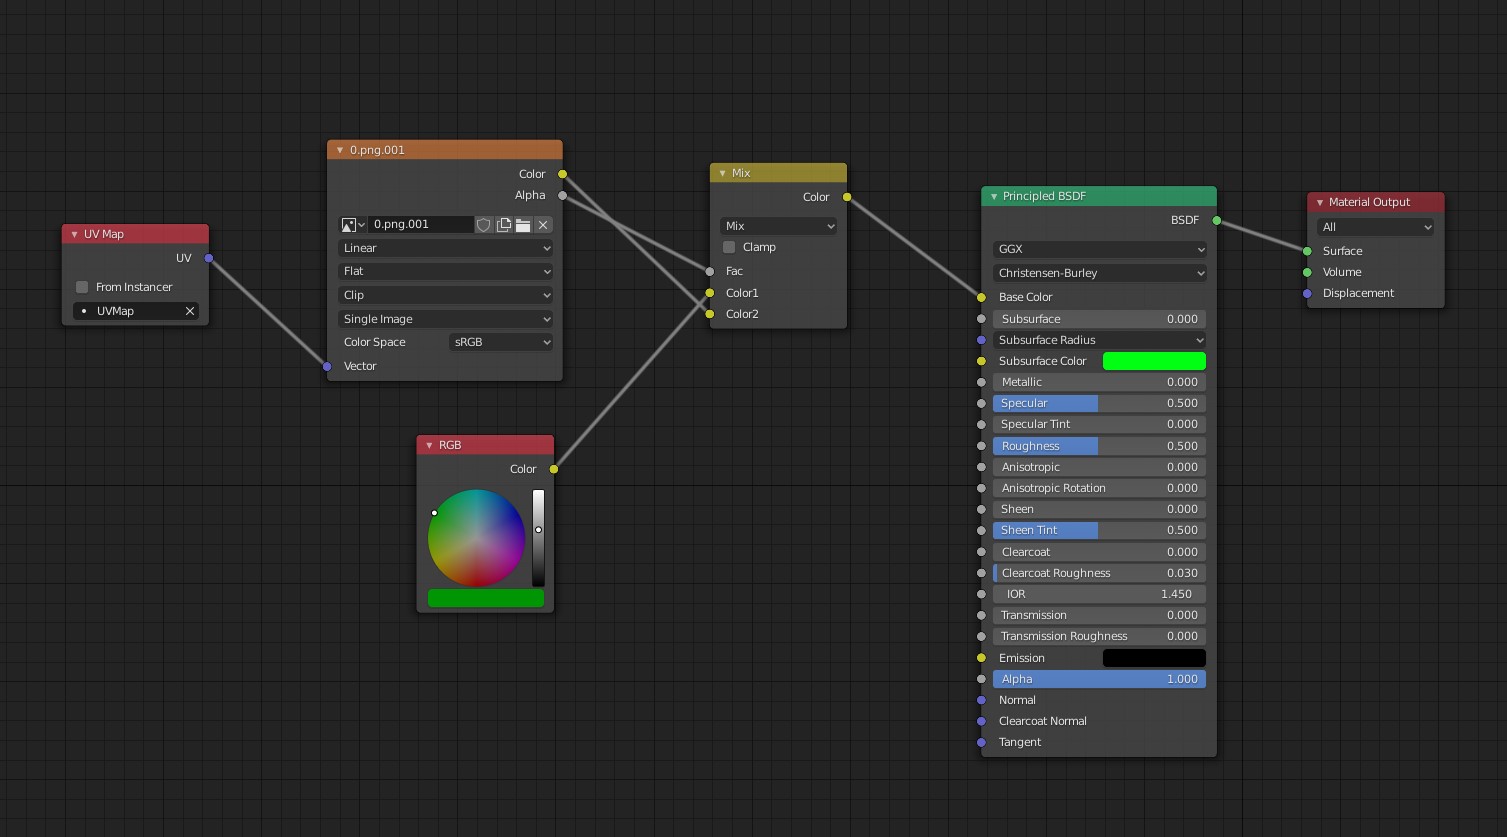 UV Map
UV
From Instancer
UVMap
0.png.001
Color
Alpha
0.png.001
Linear
Flat
Clip
Single Image
Color Space sRGB
Vector
RGB
Color
Mix
Color
Mix
Clamp
Fac
Color1
Color2
Principled BSDF
BSDF
GGX
Christensen-Burley
Base Color
Subsurface 0.000
Subsurface Radius
Subsurface Color
Metallic 0.000
Specular 0.500
Specular Tint 0.000
Roughness 0.500
Anisotropic 0.000
Anisotropic Rotation 0.000
Sheen 0.000
Sheen Tint 0.500
Clearcoat 0.000
Clearcoat Roughness 0.030
IOR 1.450
Transmission 0.000
Transmission Roughness 0.000
Emission
Alpha 1.000
Normal
Clearcoat Normal
Tangent
Material Output
All
Surface
Volume
Displacement